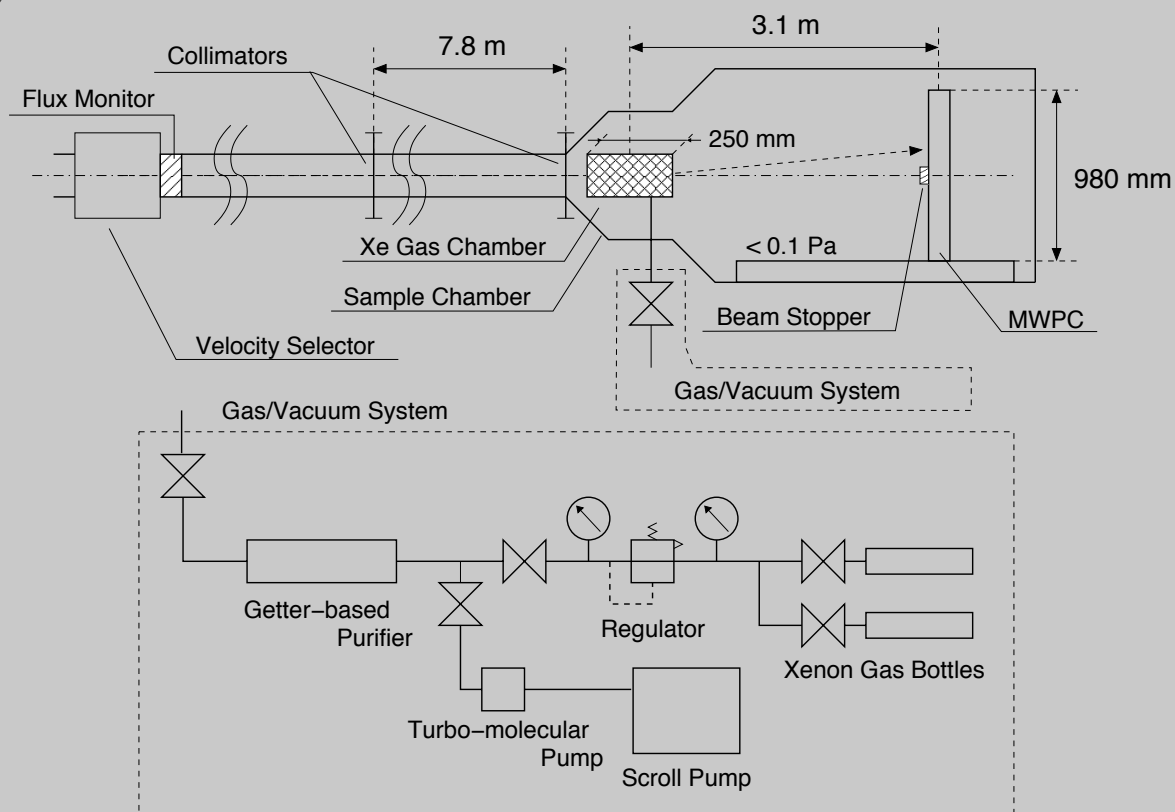 3.1 m
7.8 m
Collimators
Flux Monitor
250 mm
980 mm
Xe Gas Chamber
< 0.1 Pa
Sample Chamber
Beam Stopper
MWPC
Velocity Selector
Gas/Vacuum System
Gas/Vacuum System
Getter−based
Purifier
Regulator
Xenon Gas Bottles
Turbo−molecular
Pump
Scroll Pump